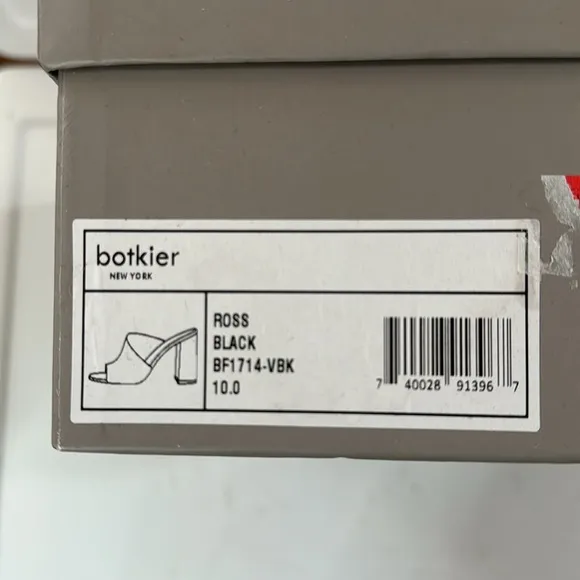 botkier
NEW YORK
ROSS
BLACK
BF1714-VBK
10.0
7 40028 91396 7